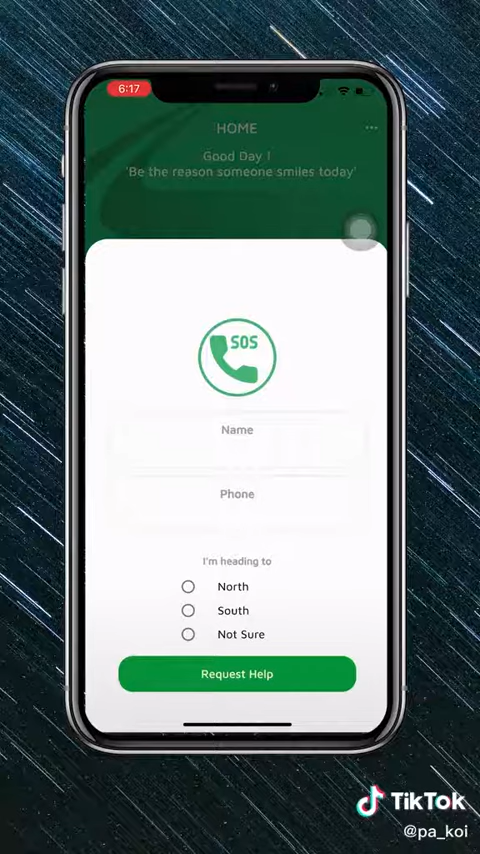 6:17
HOME
...
Good Day !
'Be the reason someone smiles today'
SOS
Name
Phone
I'm heading to
North
South
Not Sure
Request Help
TikTok
@pa_koi